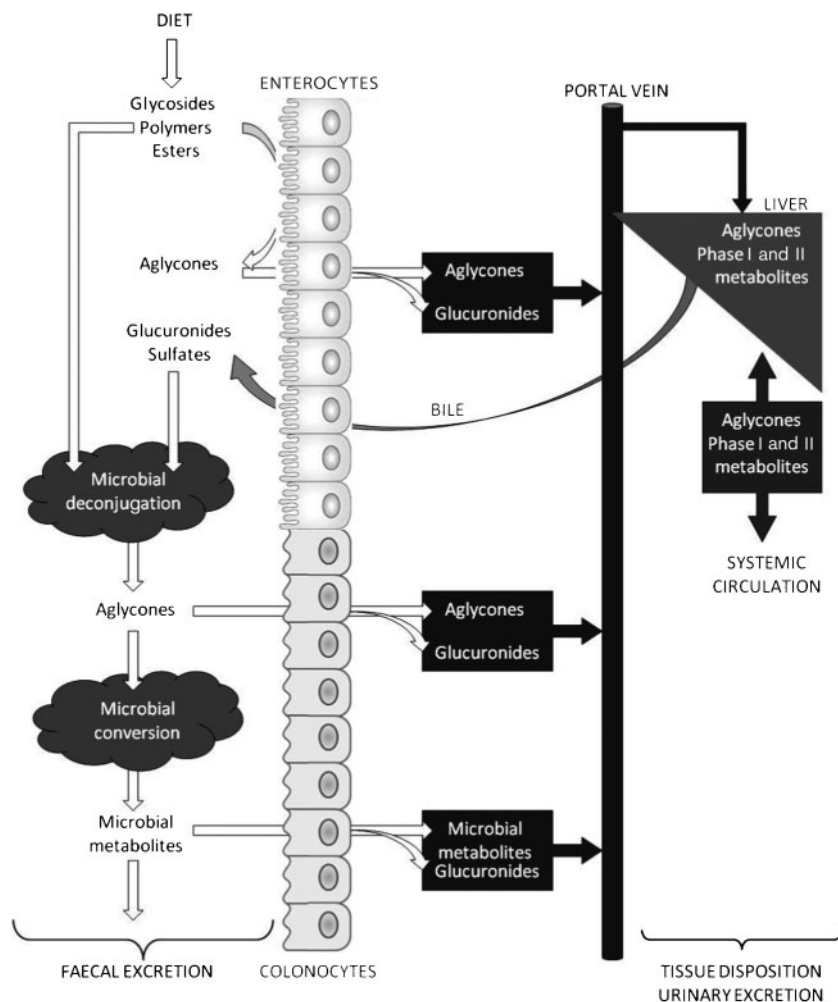 DIET
Glycosides
Polymers
Esters
ENTEROCYTES
PORTAL VEIN
LIVER
Aglycones
Phase I and II
metabolites
Aglycones
Aglycones
Glucuronides
Glucuronides
Sulfates
BILE
Aglycones
Phase I and II
metabolites
Microbial
deconjugation
SYSTEMIC
CIRCULATION
Aglycones
Aglycones
Glucuronides
Microbial
conversion
Microbial
metabolites
Microbial
metabolites
Glucuronides
FAECAL EXCRETION
COLONOCYTES
TISSUE DISPOSITION
URINARY EXCRETION